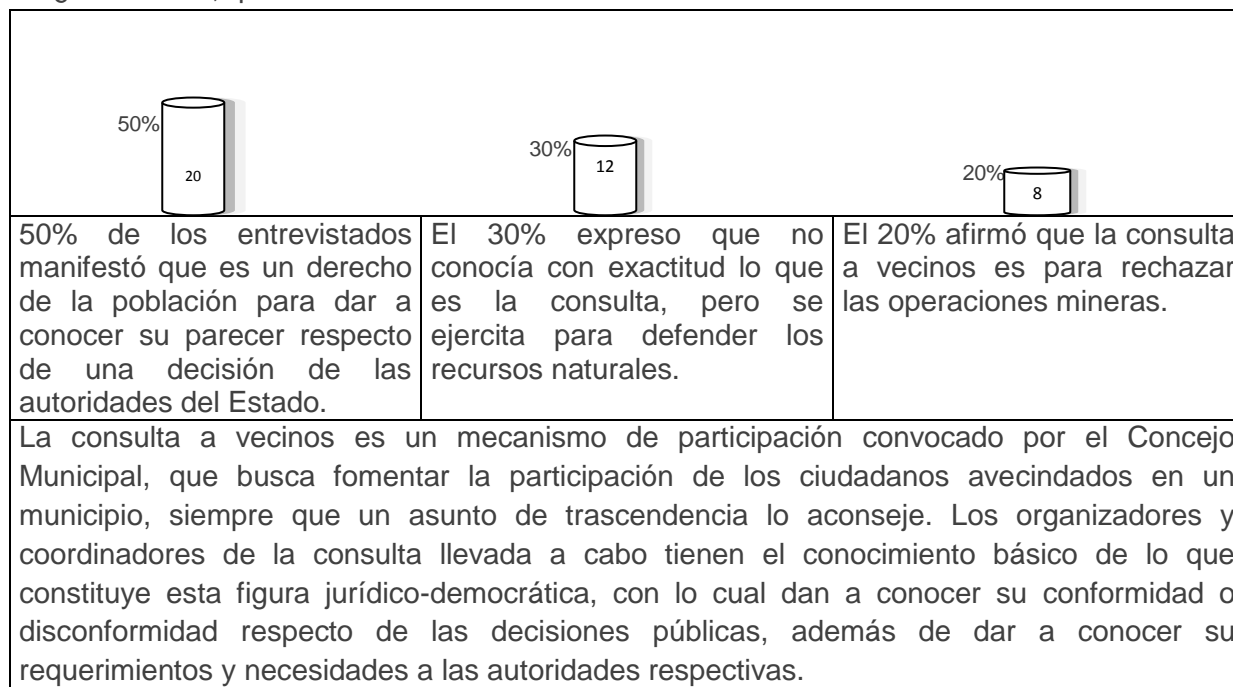 50%
20
30%
12
20%
8
50% de los entrevistados
manifestó que es un derecho
de la población para dar a
conocer su parecer respecto
de una decisión de las
autoridades del Estado.
El 30% expreso que no
conocía con exactitud lo que
es la consulta, pero se
ejercita para defender los
recursos naturales.
El 20% afirmó que la consulta
a vecinos es para rechazar
las operaciones mineras.
La consulta a vecinos es un mecanismo de participación convocado por el Concejo
Municipal, que busca fomentar la participación de los ciudadanos avecindados en un
municipio, siempre que un asunto de trascendencia lo aconseje. Los organizadores y
coordinadores de la consulta llevada a cabo tienen el conocimiento básico de lo que
constituye esta figura jurídico-democrática, con lo cual dan a conocer su conformidad o
disconformidad respecto de las decisiones públicas, además de dar a conocer su
requerimientos y necesidades a las autoridades respectivas.